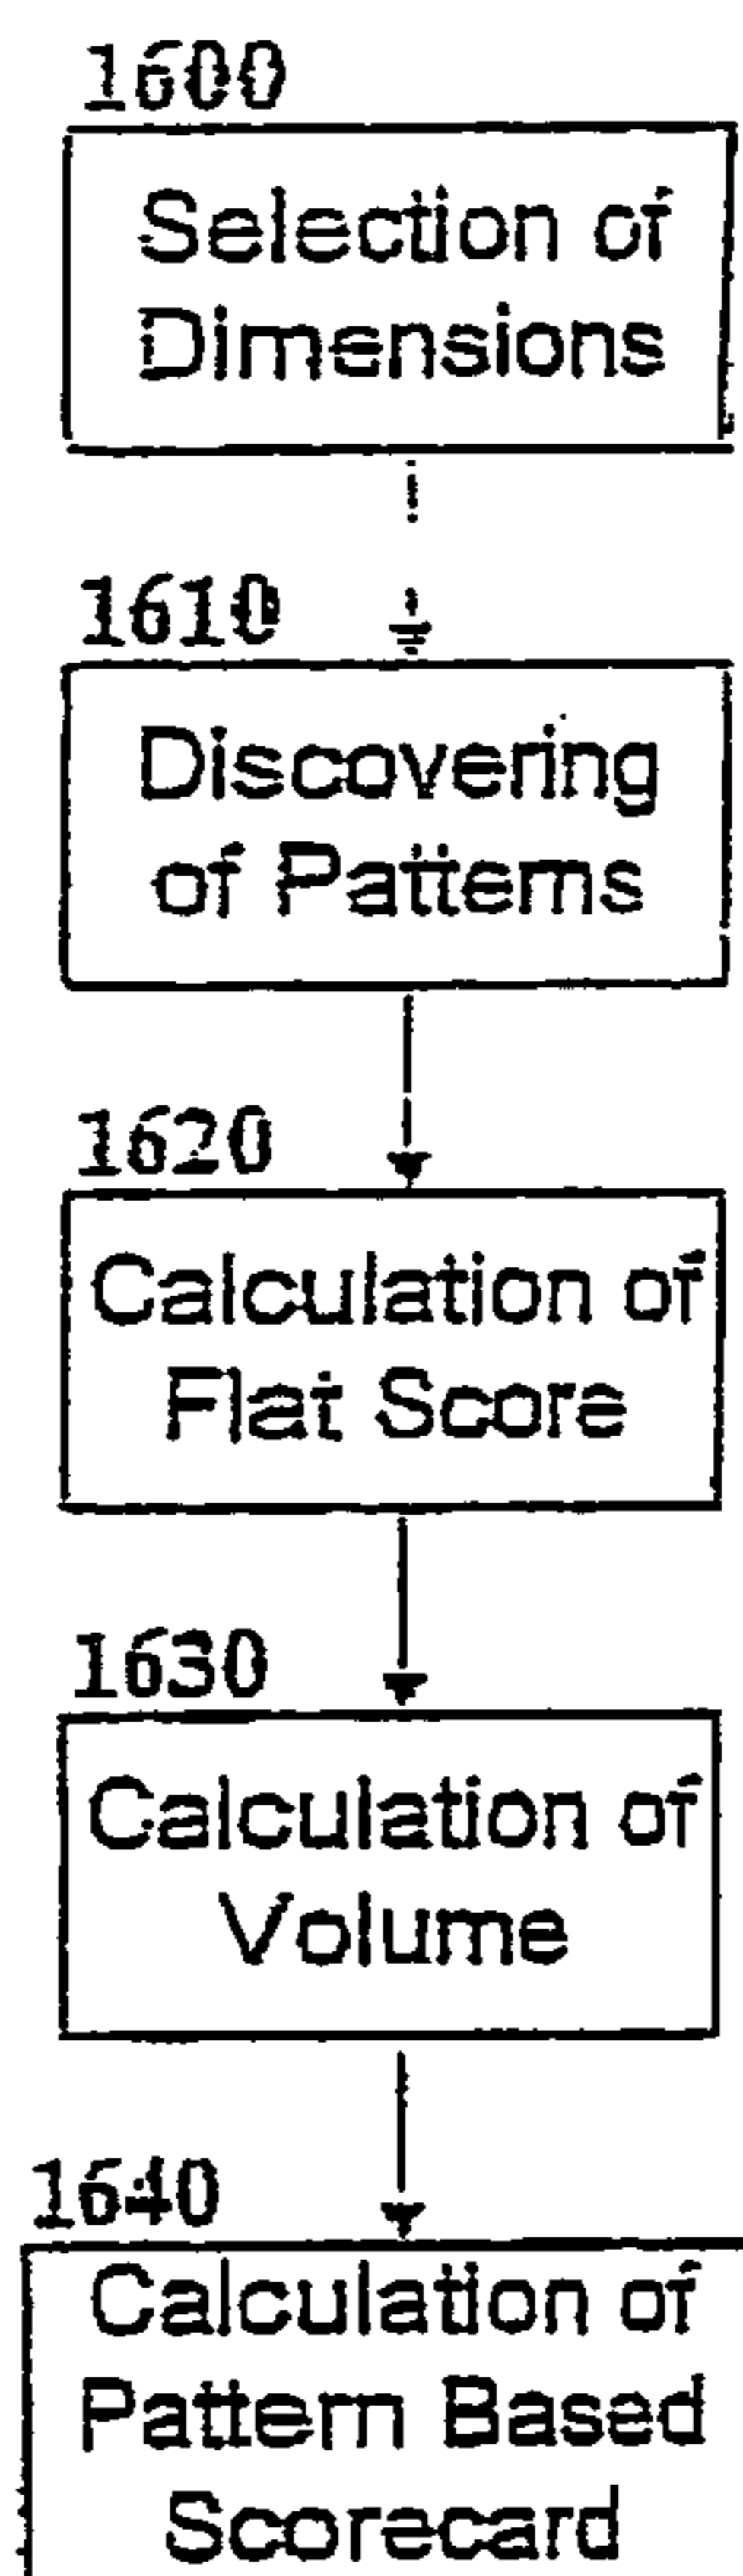 1600
Selection of
Dimensions
1610
Discovering
of Patterns
1620
Calculation of
Flat Score
1630
Calculation of
Volume
1640
Calculation of
Pattern Based
Scorecard